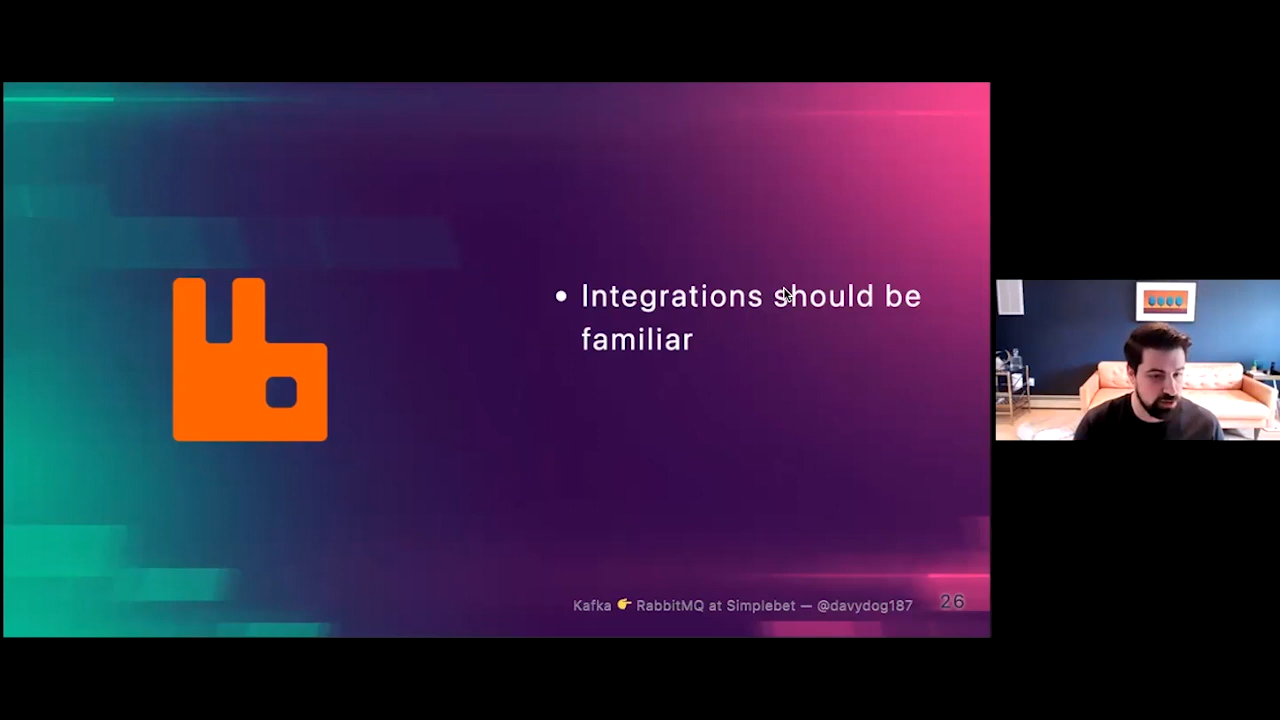 • Integrations should be
familiar
Kafka 👉 RabbitMQ at Simplebet — @davydog187
26